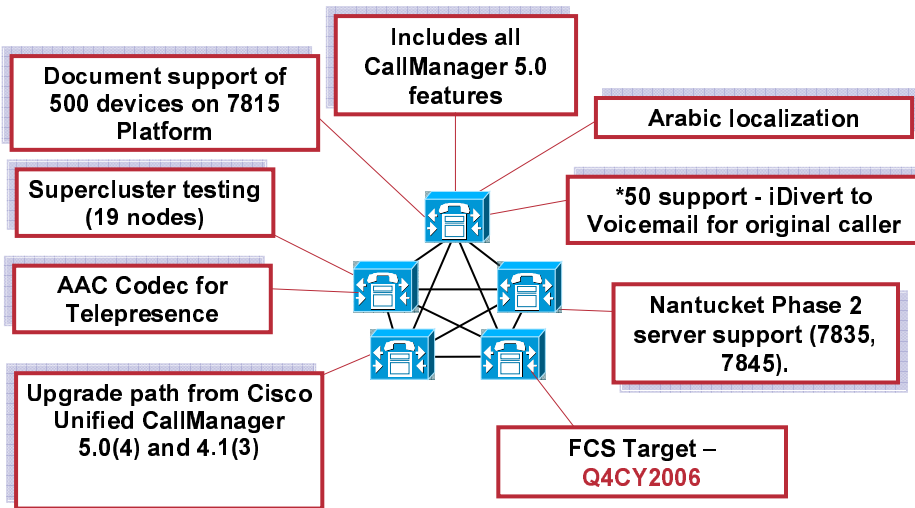 Includes all
CallManager 5.0
features
Document support of
500 devices on 7815
Platform
Arabic localization
Supercluster testing
(19 nodes)
*50 support - iDivert to
Voicemail for original caller
AAC Codec for
Telepresence
Nantucket Phase 2
server support (7835,
7845).
Upgrade path from Cisco
Unified CallManager
5.0(4) and 4.1(3)
FCS Target –
Q4CY2006